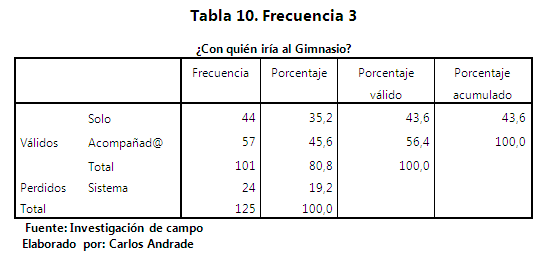 Tabla 10. Frecuencia 3
¿Con quién iría al Gimnasio?
Frecuencia Porcentaje Porcentaje válido Porcentaje acumulado
Solo 44 35,2 43,6 43,6
Válidos Acompañad@ 57 45,6 56,4 100,0
Total 101 80,8 100,0
Perdidos Sistema 24 19,2
Total 125 100,0
Fuente: Investigación de campo
Elaborado por: Carlos Andrade